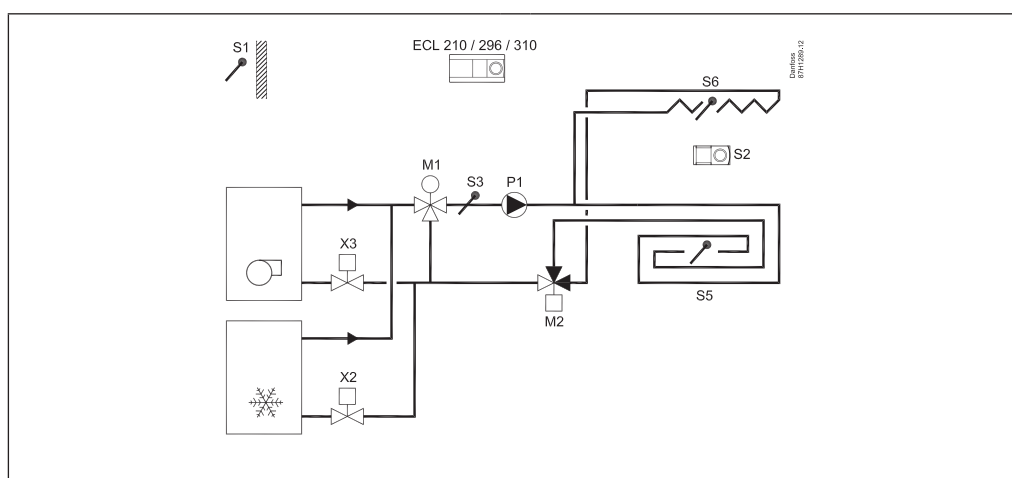 S1
ECL 210 / 296 / 310
Danfoss
87H1289.12
S6
S2
M1
S3
P1
X3
S5
M2
X2